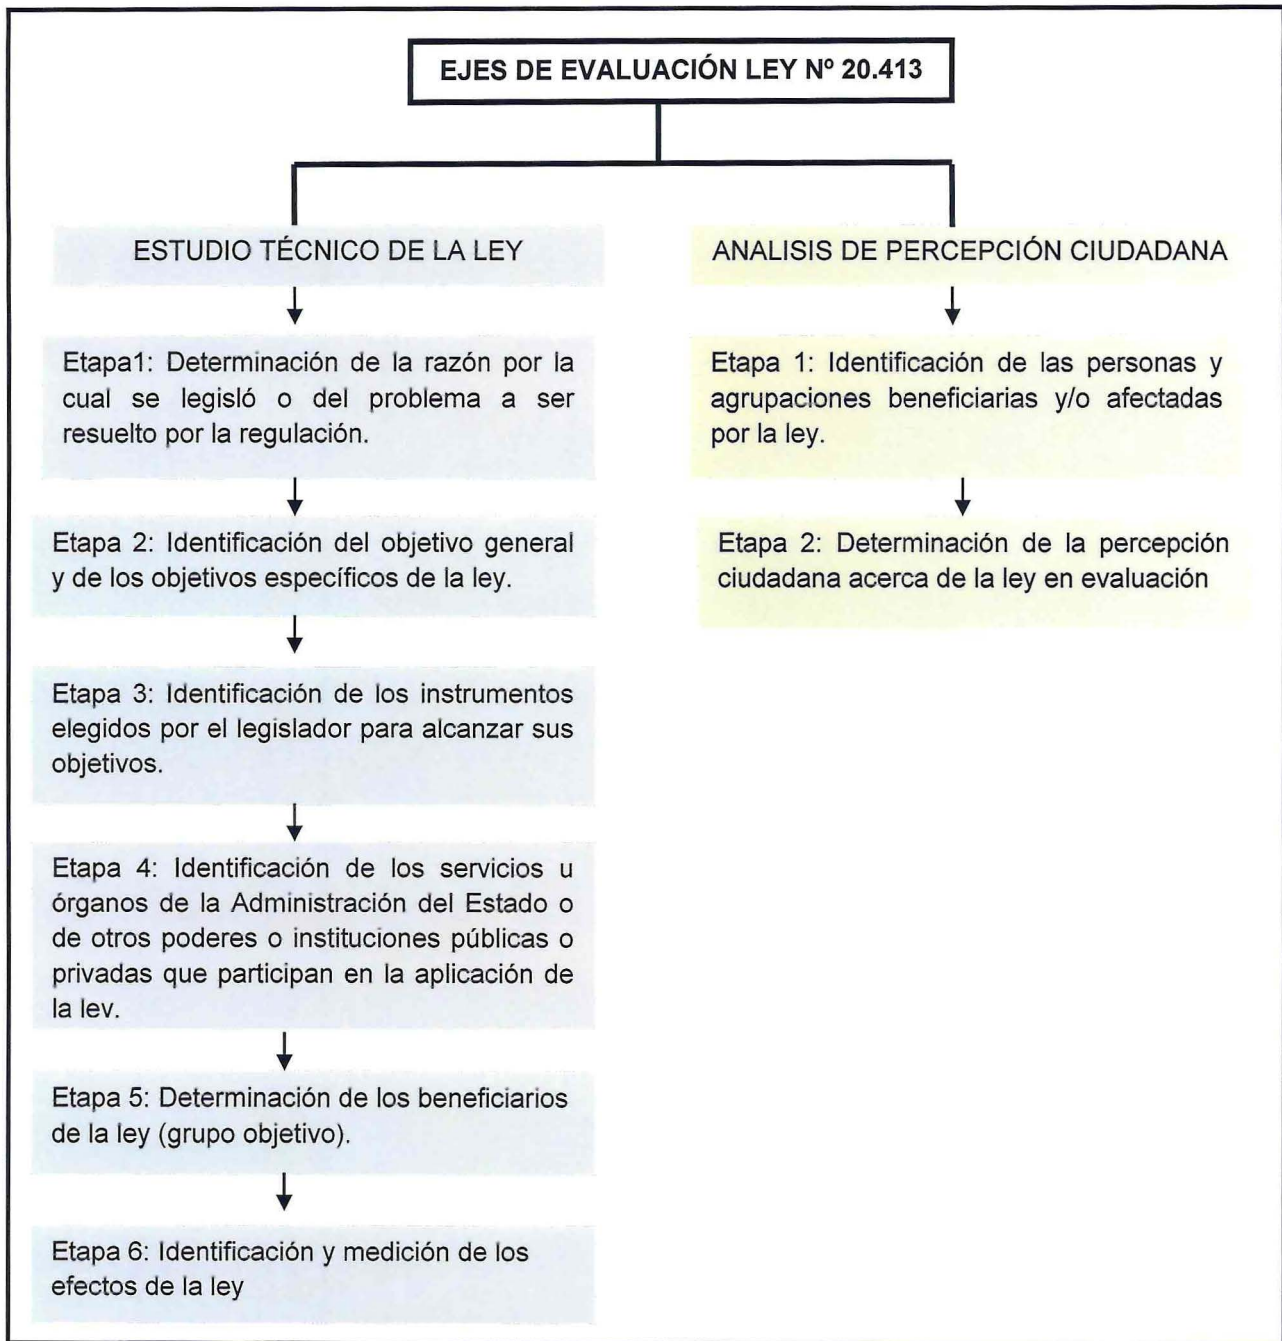 EJES DE EVALUACIÓN LEY Nº 20.413
ESTUDIO TÉCNICO DE LA LEY
Etapa1: Determinación de la razón por la
cual se legisló o del problema a ser
resuelto por la regulación.
Etapa 2: Identificación del objetivo general
y de los objetivos específicos de la ley.
Etapa 3: Identificación de los instrumentos
elegidos por el legislador para alcanzar sus
objetivos.
Etapa 4: Identificación de los servicios u
órganos de la Administración del Estado o
de otros poderes o instituciones públicas o
privadas que participan en la aplicación de
la ley.
Etapa 5: Determinación de los beneficiarios
de la ley (grupo objetivo).
Etapa 6: Identificación y medición de los
efectos de la ley
ANALISIS DE PERCEPCIÓN CIUDADANA
Etapa 1: Identificación de las personas y
agrupaciones beneficiarias y/o afectadas
por la ley.
Etapa 2: Determinación de la percepción
ciudadana acerca de la ley en evaluación